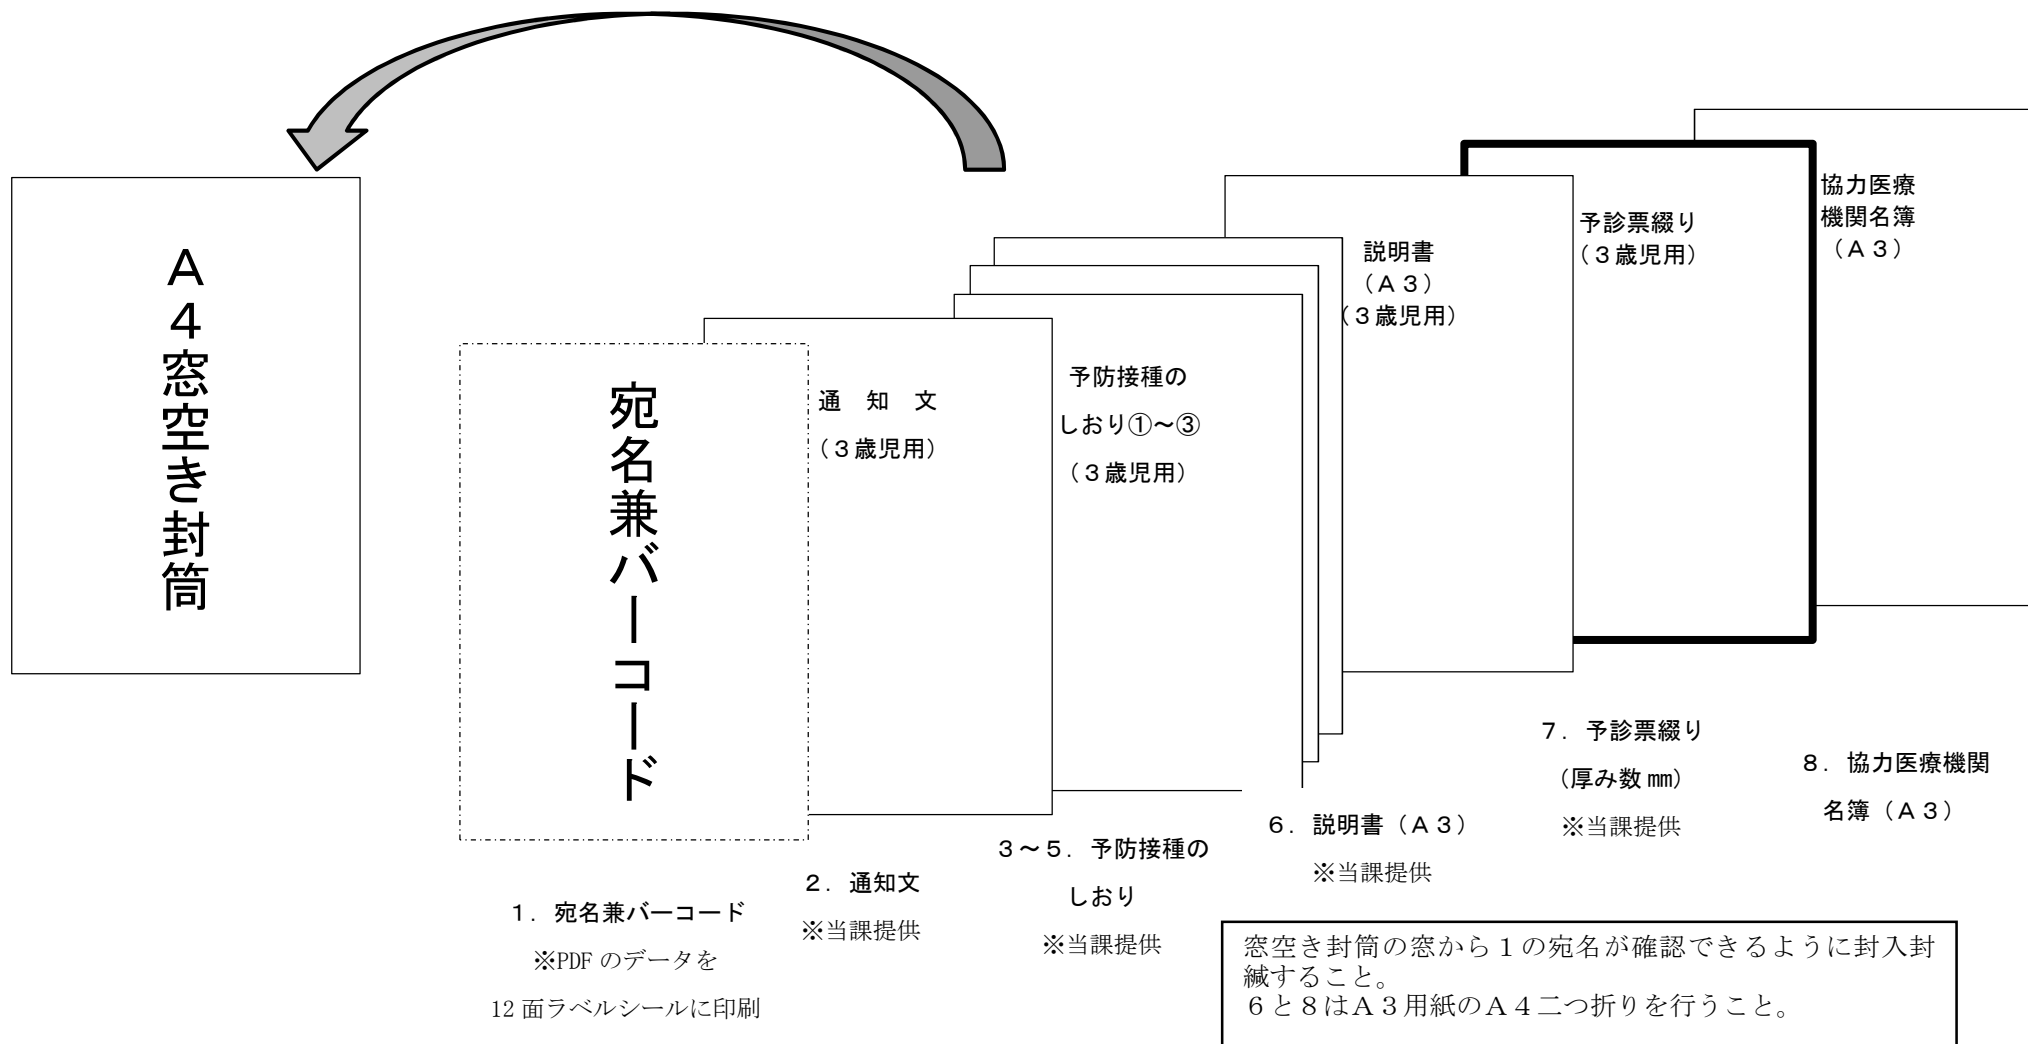 A4窓空き封筒
宛名兼バーコード
通　知　文
(３歳児用)
予防接種の
しおり①～③
(３歳児用)
説明書
(Ａ３)
(３歳児用)
予診票綴り
(３歳児用)
協力医療
機関名簿
(Ａ３)
１．宛名兼バーコード
※PDFのデータを
12面ラベルシールに印刷
２．通知文
※当課提供
３～５．予防接種の
しおり
※当課提供
６．説明書（Ａ３）
※当課提供
７．予診票綴り
(厚み数㎜)
※当課提供
８．協力医療機関
名簿（Ａ３）
窓空き封筒の窓から１の宛名が確認できるように封入封
緘すること。
６と８はＡ３用紙のＡ４二つ折りを行うこと。